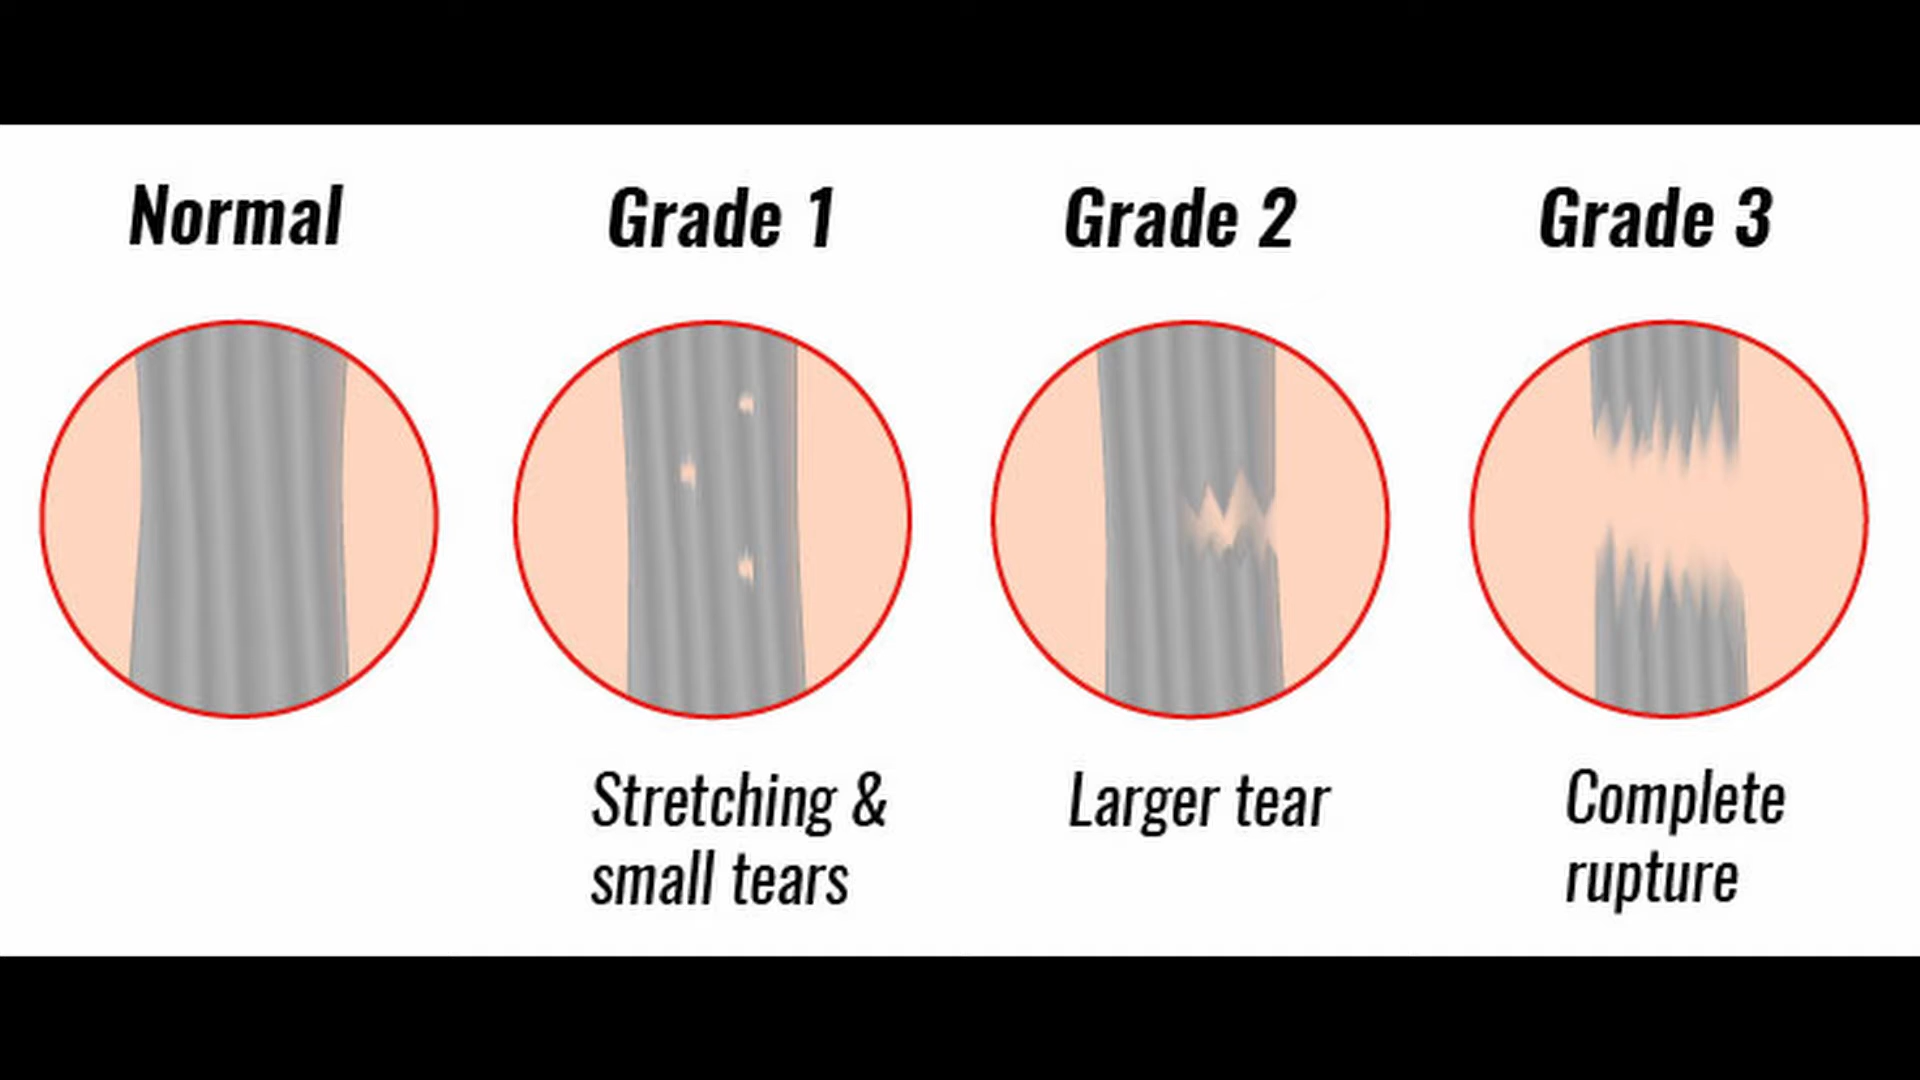 Normal
Grade 1
Grade 2
Grade 3
Stretching &
small tears
Larger tear
Complete
rupture